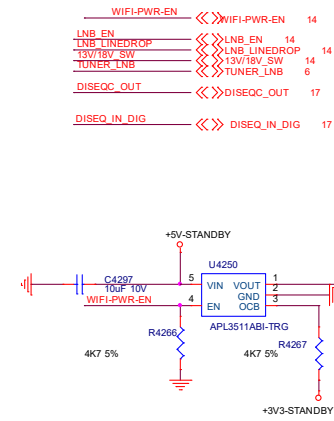 WIFI-PWR-EN WIFI-PWR-EN 14
LNB_EN LNB_EN 14
LNB_LINEDROP LNB_LINEDROP 14
13V/18V_SW 13V/18V_SW 14
TUNER_LNB TUNER_LNB 6
DISEQC_OUT DISEQC_OUT 17
DISEQ_IN_DIG DISEQ_IN_DIG 17
+5V-STANDBY
U4250
C4297 5 VIN VOUT 1
10uF 10V GND 2
WIFI-PWR-EN 4 EN OCB 3
APL3511ABI-TRG
R4266 R4267
4K7 5% 4K7 5%
+3V3-STANDBY